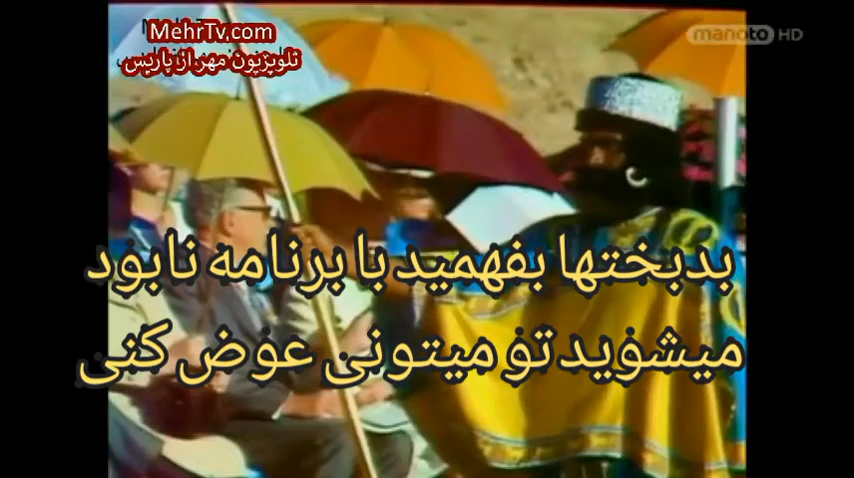 MehrTv.com
تلویزیون مهر از پاریس
manoto HD
بدبختها بفهمید با برنامه نابود
میشوید تو میتونی عوض کنی